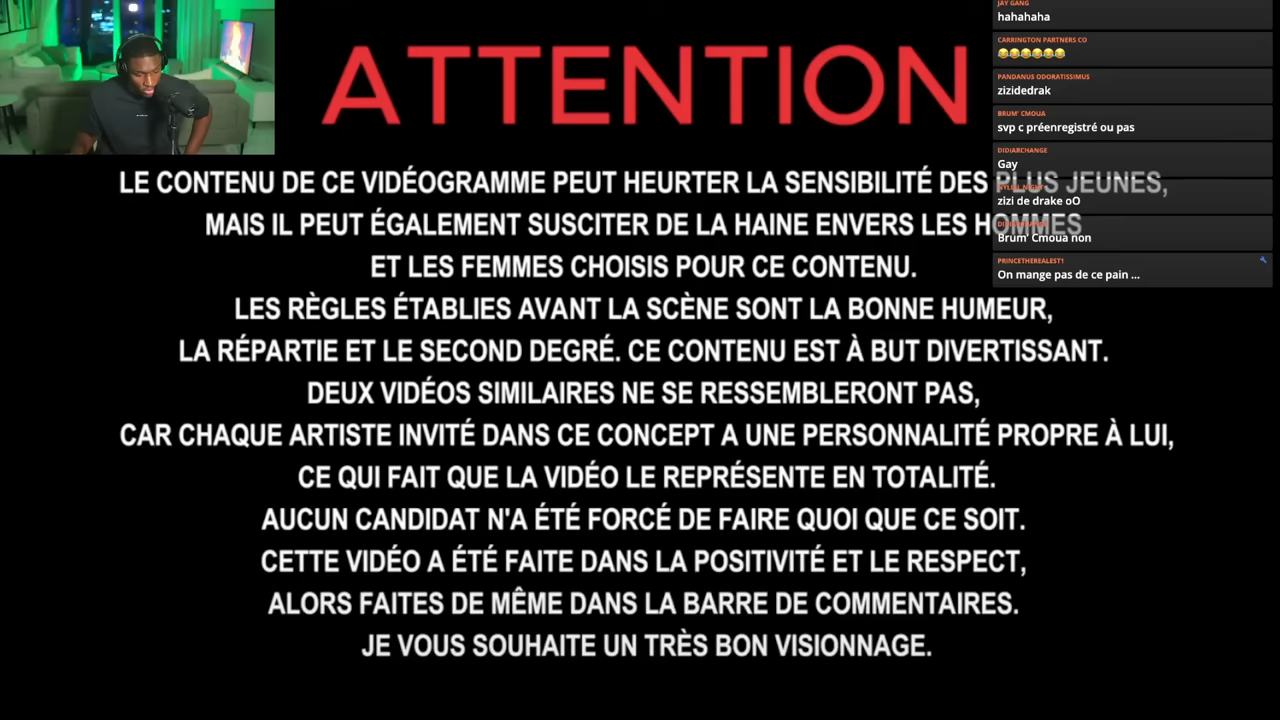 ATTENTION
LE CONTENU DE CE VIDÉOGRAMME PEUT HEURTER LA SENSIBILITÉ DES PLUS JEUNES,
MAIS IL PEUT ÉGALEMENT SUSCITER DE LA HAINE ENVERS LES HOMMES
ET LES FEMMES CHOISIS POUR CE CONTENU.
LES RÈGLES ÉTABLIES AVANT LA SCÈNE SONT LA BONNE HUMEUR,
LA RÉPARTIE ET LE SECOND DEGRÉ. CE CONTENU EST À BUT DIVERTISSANT.
DEUX VIDÉOS SIMILAIRES NE SE RESSEMBLERONT PAS,
CAR CHAQUE ARTISTE INVITÉ DANS CE CONCEPT A UNE PERSONNALITÉ PROPRE À LUI,
CE QUI FAIT QUE LA VIDÉO LE REPRÉSENTE EN TOTALITÉ.
AUCUN CANDIDAT N'A ÉTÉ FORCÉ DE FAIRE QUOI QUE CE SOIT.
CETTE VIDÉO A ÉTÉ FAITE DANS LA POSITIVITÉ ET LE RESPECT,
ALORS FAITES DE MÊME DANS LA BARRE DE COMMENTAIRES.
JE VOUS SOUHAITE UN TRÈS BON VISIONNAGE.
JAY GANG
hahahaha
CARRINGTON PARTNERS CO
😂😂😂😂😂😂
PANDANUS ODORATISSIMUS
zizidedrak
BRUM' CMOUA
svp c préenregistré ou pas
DIDIARCHANGE
Gay
zizi de drake oO
Brum' Cmoua non
PRINCETHEREALEST1
On mange pas de ce pain ...